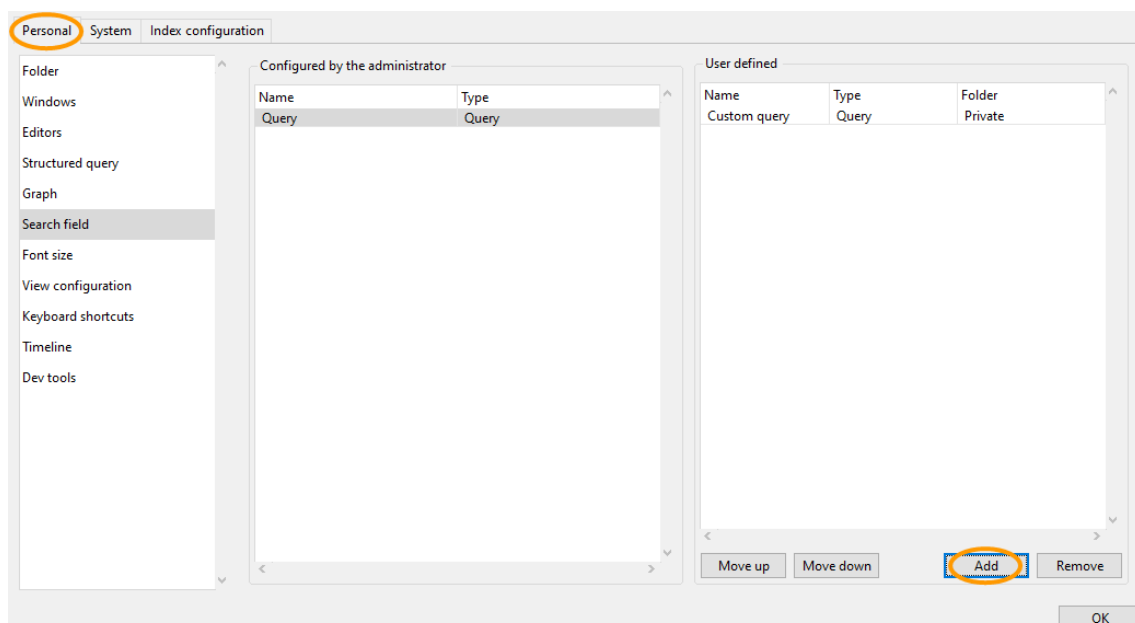 Personal System Index configuration
Folder
Windows
Editors
Structured query
Graph
Search field
Font size
View configuration
Keyboard shortcuts
Timeline
Dev tools
Configured by the administrator
Name Type
Query Query
User defined
Name Type Folder
Custom query Query Private
Move up Move down Add Remove
OK